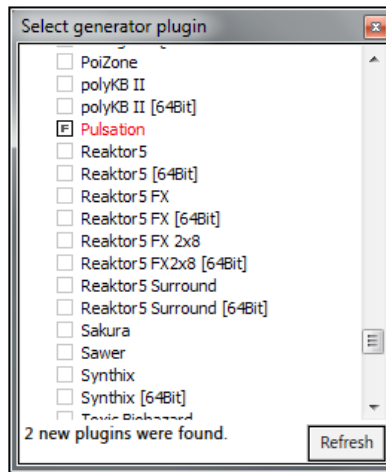 Select generator plugin
PoiZone
polyKB II
polyKB II [64Bit]
F Pulsation
Reaktor5
Reaktor5 [64Bit]
Reaktor5 FX
Reaktor5 FX [64Bit]
Reaktor5 FX 2x8
Reaktor5 FX2x8 [64Bit]
Reaktor5 Surround
Reaktor5 Surround [64Bit]
Sakura
Sawer
Synthix
Synthix [64Bit]
Toxic Biohazard
2 new plugins were found.
Refresh